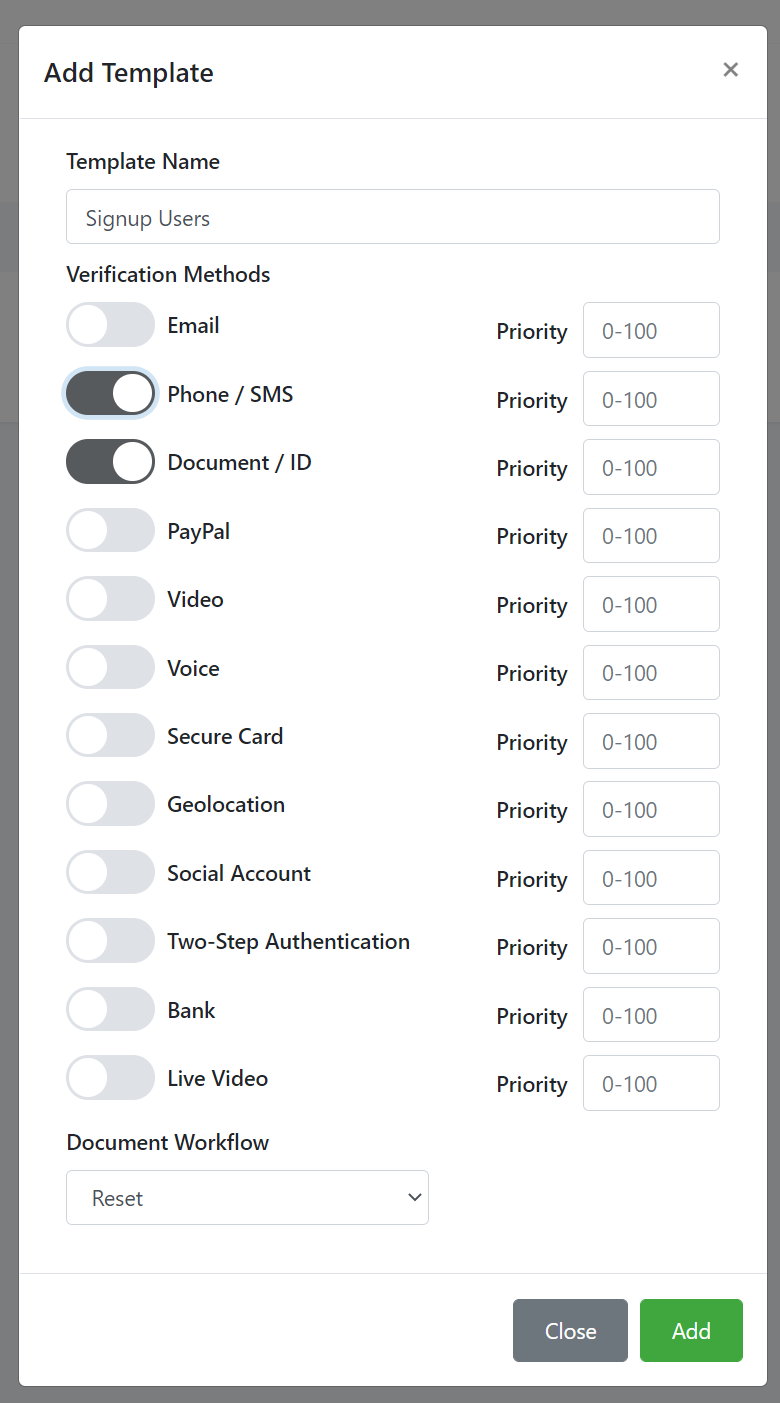 Add Template ×
Template Name
Signup Users
Verification Methods
Email Priority 0-100
Phone / SMS Priority 0-100
Document / ID Priority 0-100
PayPal Priority 0-100
Video Priority 0-100
Voice Priority 0-100
Secure Card Priority 0-100
Geolocation Priority 0-100
Social Account Priority 0-100
Two-Step Authentication Priority 0-100
Bank Priority 0-100
Live Video Priority 0-100
Document Workflow
Reset
Close Add